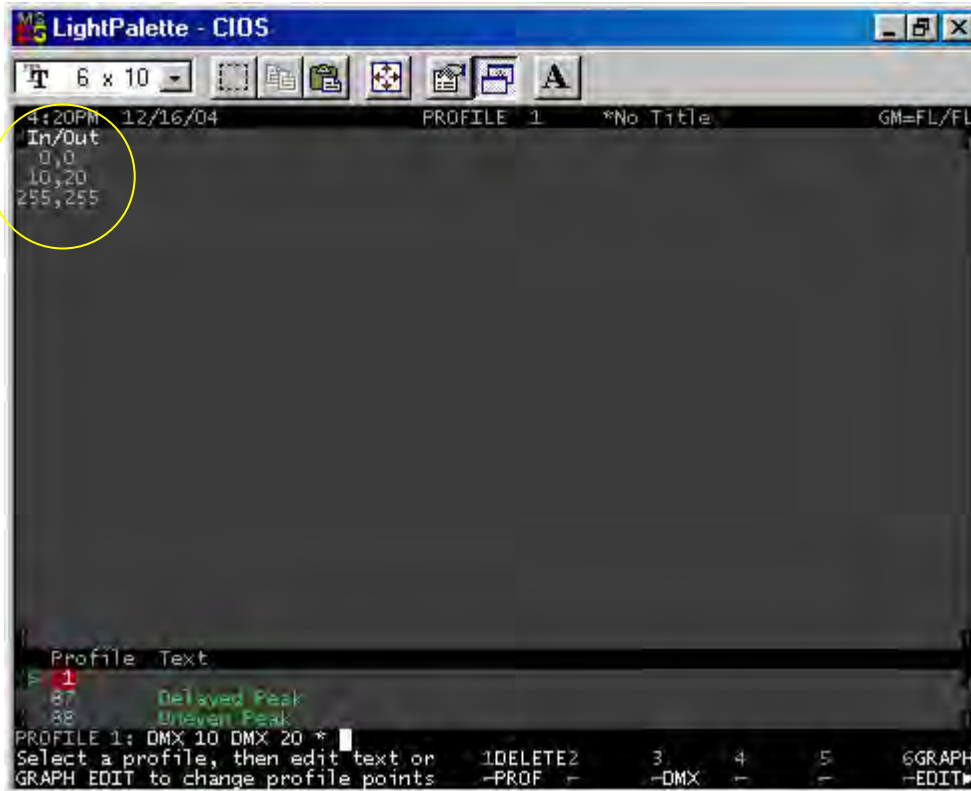 LightPalette - CIOS
6 x 10
4:20PM 12/16/04 PROFILE 1 *No Title GM=FL/FL
In/Out
0,0
10,20
255,255
Profile Text
1
87 Delayed Peak
88 Uneven Peak
PROFILE 1: DMX 10 DMX 20 *
Select a profile, then edit text or 1DELETE2 3 4 5 6GRAPH
GRAPH EDIT to change profile points -PROF - -DMX - - -EDIT